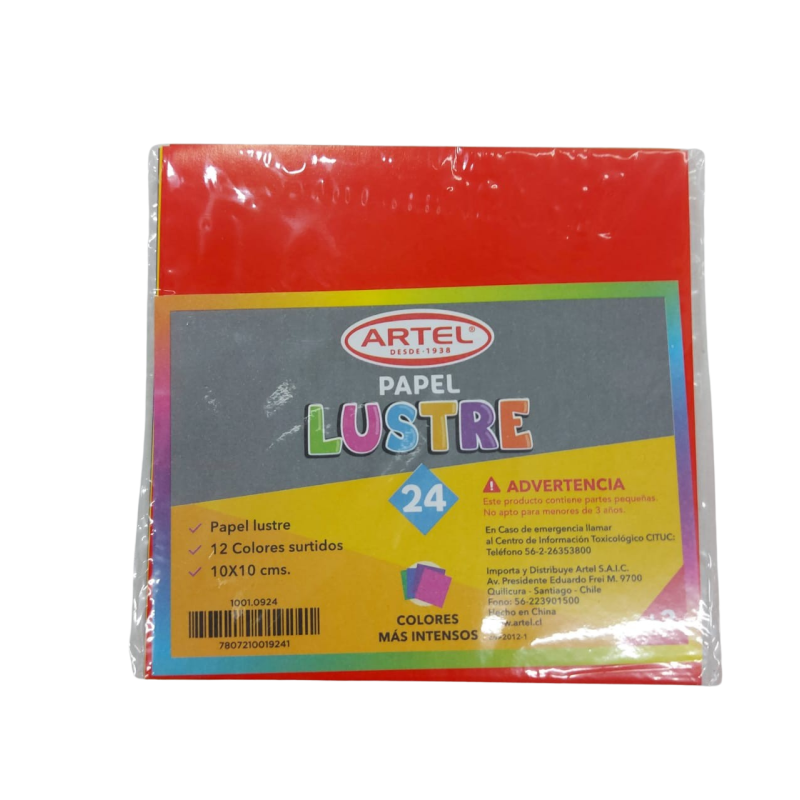 ARTEL®
DESDE·1938
PAPEL
LUSTRE
24
Papel lustre
12 Colores surtidos
10X10 cms.
1001.0924
7807210019241
COLORES
MÁS INTENSOS
ADVERTENCIA
Este producto contiene partes pequeñas.
No apto para menores de 3 años.
En Caso de emergencia llamar
al Centro de Información Toxicológico CITUC:
Teléfono 56-2-26353800
Importa y Distribuye Artel S.A.I.C.
Av. Presidente Eduardo Frei M. 9700
Quilicura - Santiago - Chile
Fono: 56-223901500
Hecho en China
www.artel.cl